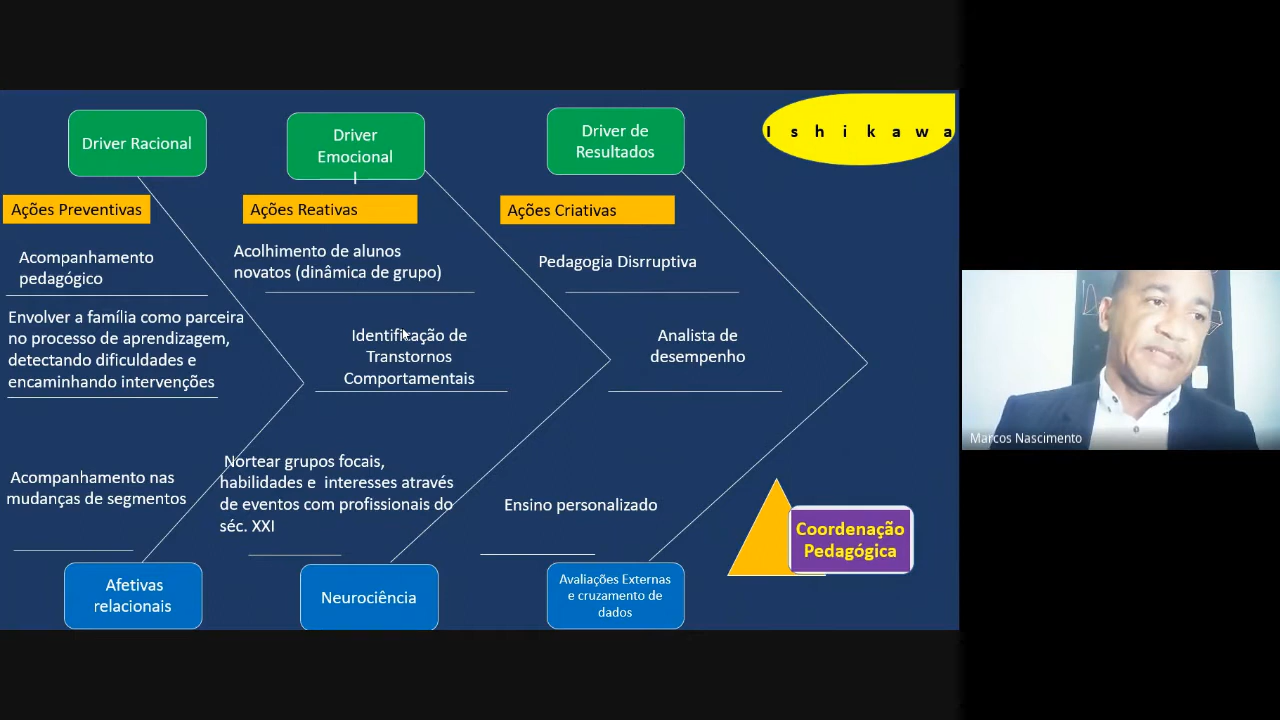 Driver Racional
Driver
Emocional
Driver de
Resultados
I s h i k a w a
Ações Preventivas
Ações Reativas
Ações Criativas
Acompanhamento
pedagógico
Acolhimento de alunos
novatos (dinâmica de grupo)
Pedagogia Disrruptiva
Envolver a família como parceira
no processo de aprendizagem,
detectando dificuldades e
encaminhando intervenções
Identificação de
Transtornos
Comportamentais
Analista de
desempenho
Acompanhamento nas
mudanças de segmentos
Nortear grupos focais,
habilidades e interesses através
de eventos com profissionais do
séc. XXI
Ensino personalizado
Coordenação
Pedagógica
Afetivas
relacionais
Neurociência
Avaliações Externas
e cruzamento de
dados
Marcos Nascimento